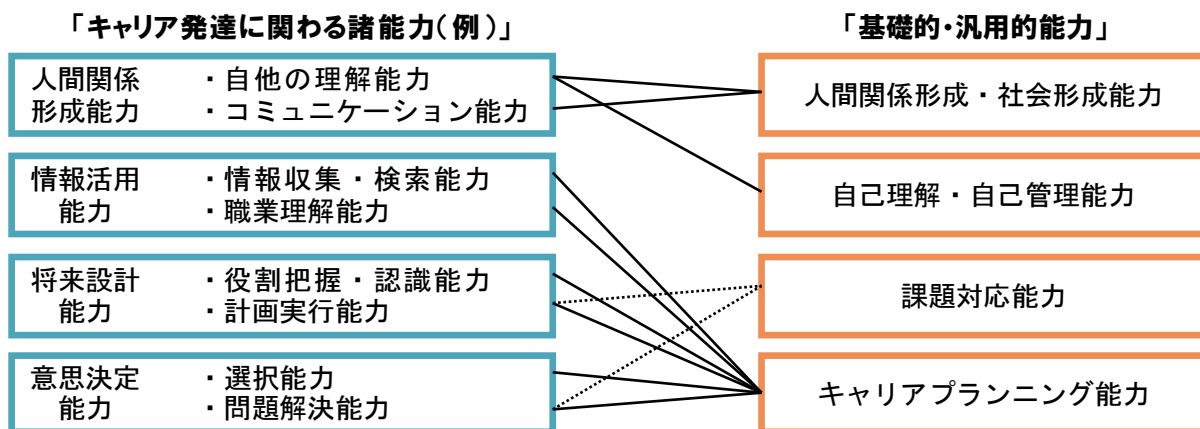 「キャリア発達に関わる諸能力(例)」
人間関係 ・自他の理解能力
形成能力 ・コミュニケーション能力
情報活用 ・情報収集・検索能力
能力 ・職業理解能力
将来設計 ・役割把握・認識能力
能力 ・計画実行能力
意思決定 ・選択能力
能力 ・問題解決能力
「基礎的・汎用的能力」
人間関係形成・社会形成能力
自己理解・自己管理能力
課題対応能力
キャリアプランニング能力